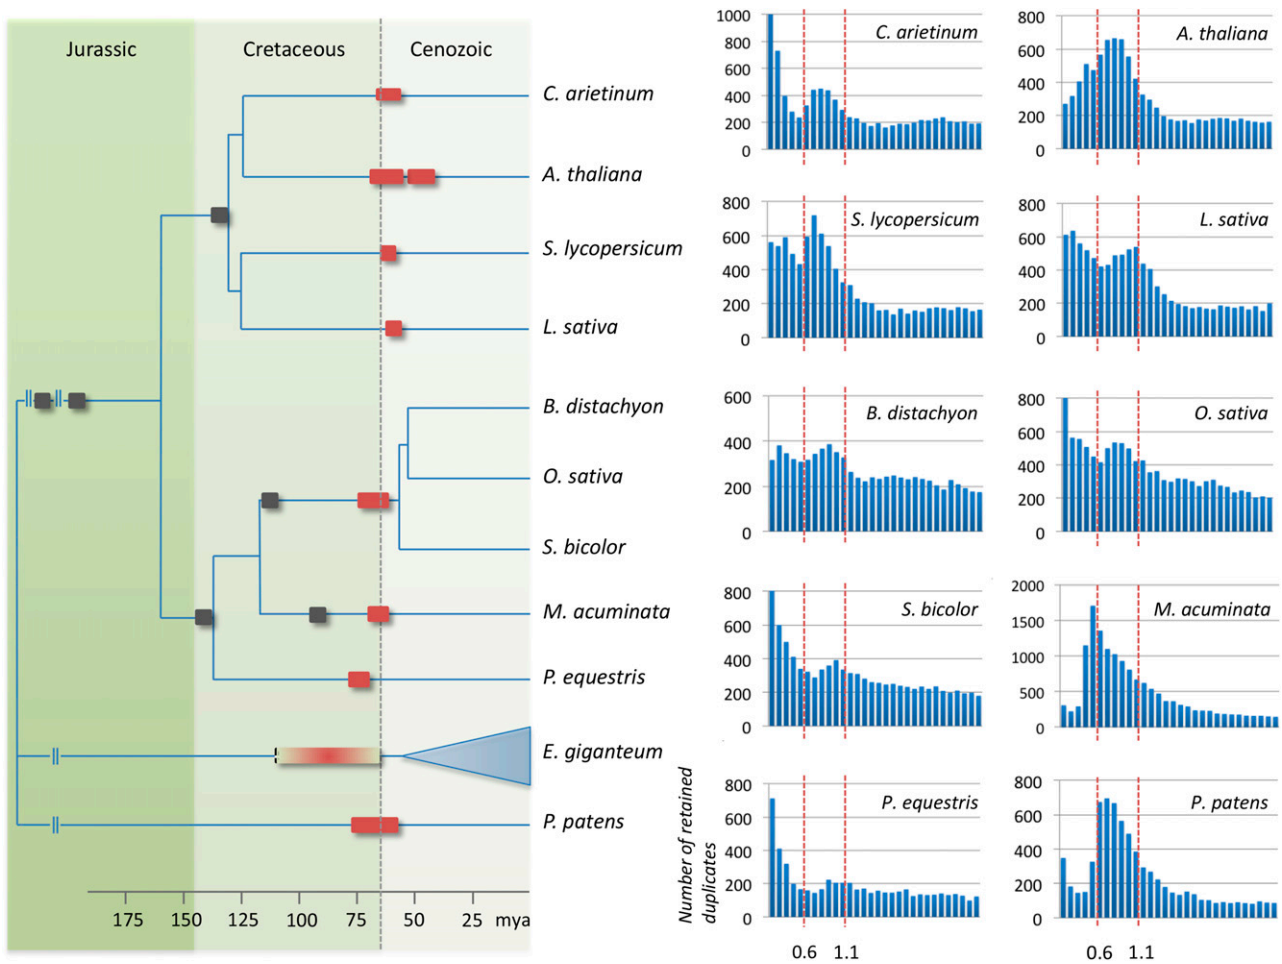 Jurassic
Cretaceous
Cenozoic
C. arietinum
A. thaliana
S. lycopersicum
L. sativa
B. distachyon
O. sativa
S. bicolor
M. acuminata
P. equestris
E. giganteum
P. patens
175 150 125 100 75 50 25 mya
C. arietinum
1000
800
600
400
200
0
A. thaliana
800
600
400
200
0
S. lycopersicum
800
600
400
200
0
L. sativa
800
600
400
200
0
B. distachyon
600
400
200
0
O. sativa
800
600
400
200
0
S. bicolor
800
600
400
200
0
M. acuminata
2000
1500
1000
500
0
P. equestris
800
600
400
200
0
Number of retained
duplicates
P. patens
800
600
400
200
0
0.6 1.1
0.6 1.1